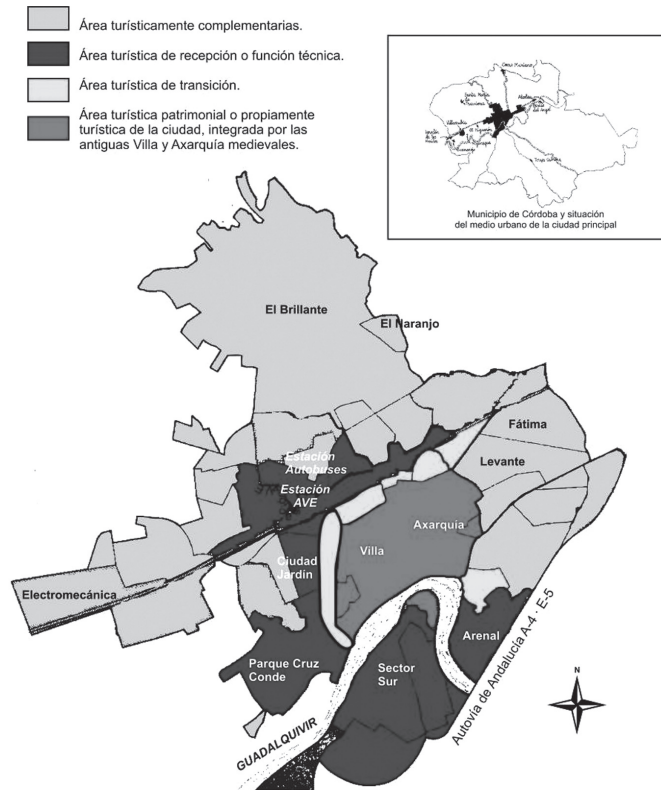 Área turísticamente complementarias.
Área turística de recepción o función técnica.
Área turistica de transición.
Área turística patrimonial o propiamente
turística de la ciudad, integrada por las
antiguas Villa y Axarquía medievales.
Municipio de Córdoba y situación
del medio urbano de la ciudad principal
El Brillante
El Naranjo
Fátima
Estación
Autobuses
Levante
Estación
AVE
Axarquía
Villa
Ciudad
Jardín
Electromecánica
Arenal
Parque Cruz
Conde
Sector
Sur
Autovía de Andalucía A-4 · E-5
GUADALQUIVIR
N